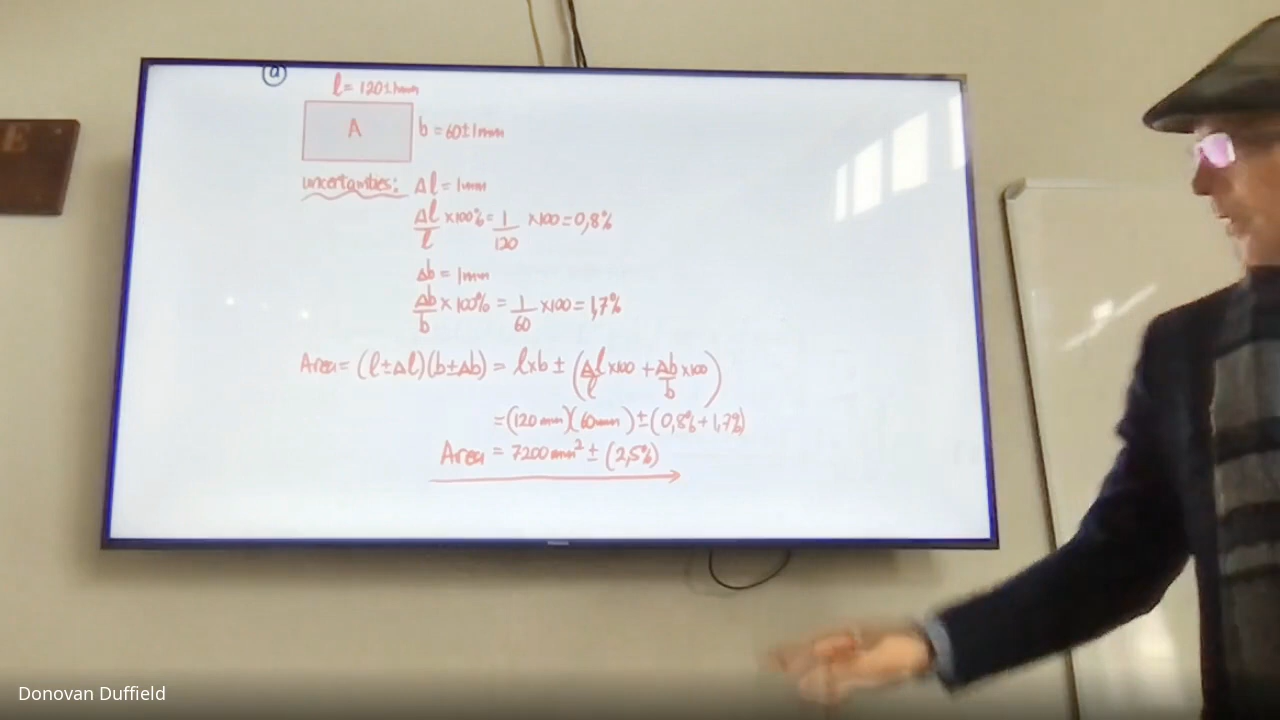 a
l = 120±1mm
A
b = 60±1mm
uncertainties: Δl = 1mm
Δl/l ×100% = 1/120 ×100 = 0,8%
Δb = 1mm
Δb/b ×100% = 1/60 ×100 = 1,7%
Area = (l±Δl)(b±Δb) = l×b ± (Δl/l ×100 + Δb/b ×100)
= (120mm)(60mm) ± (0,8% + 1,7%)
Area = 7200mm² ± (2,5%)
E
Donovan Duffield